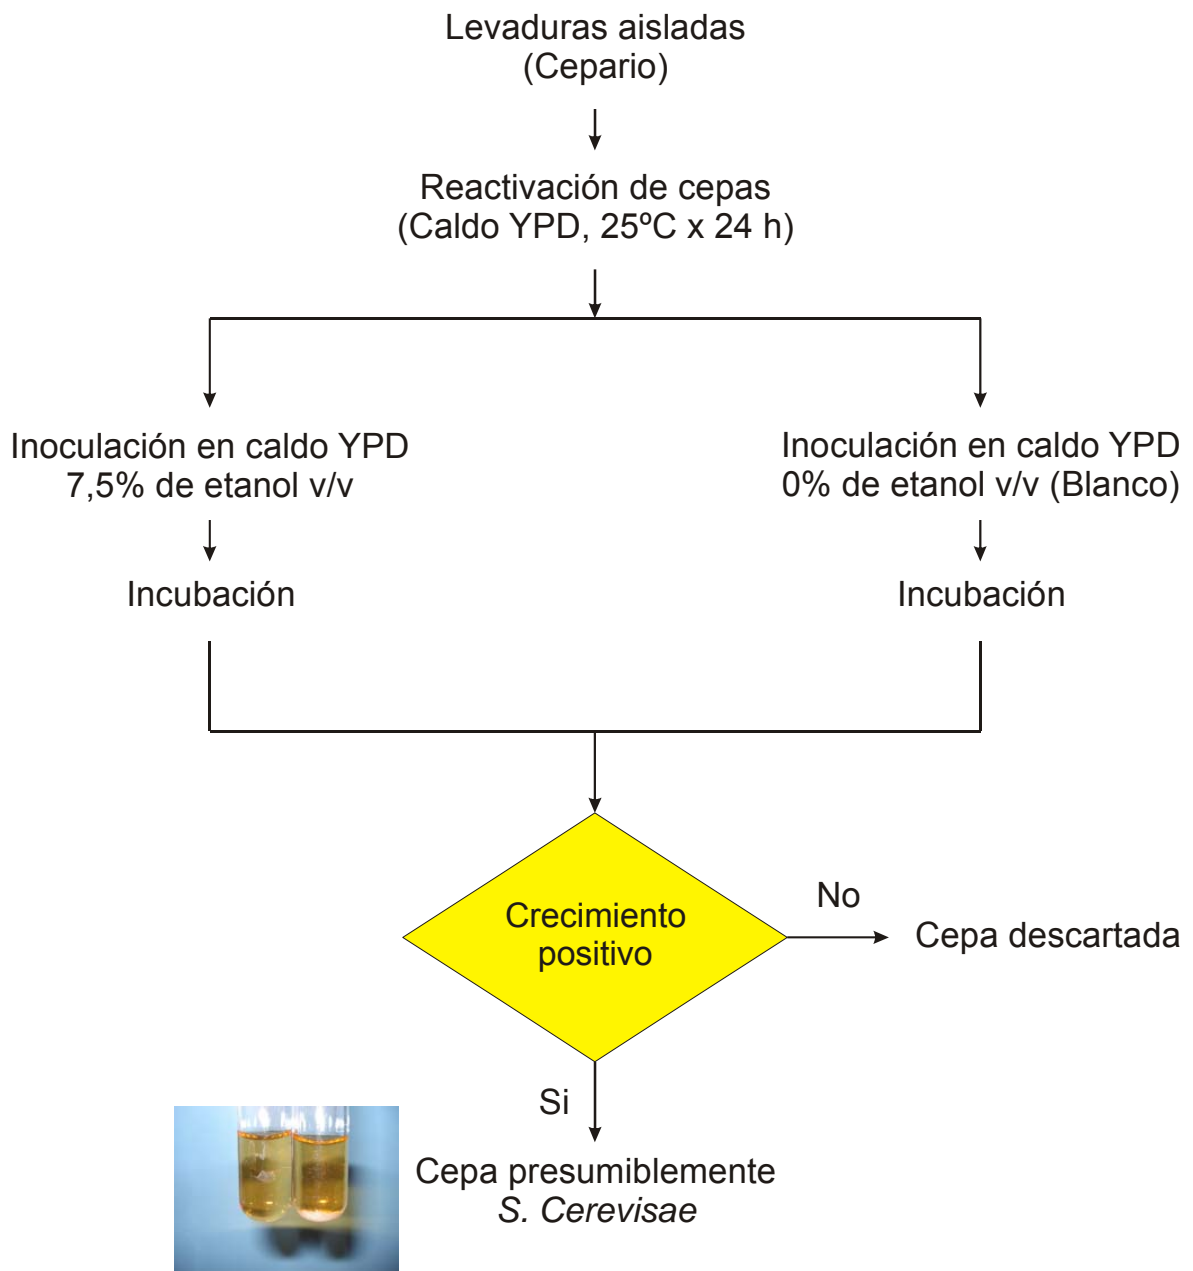 Levaduras aisladas
(Cepario)
Reactivación de cepas
(Caldo YPD, 25ºC x 24 h)
Inoculación en caldo YPD
7,5% de etanol v/v
Inoculación en caldo YPD
0% de etanol v/v (Blanco)
Incubación
Incubación
Crecimiento
positivo
No
Cepa descartada
Si
Cepa presumiblemente
S. Cerevisae